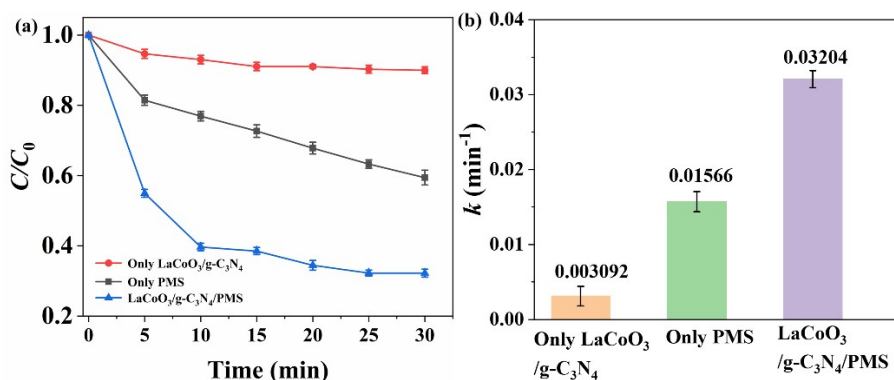 (a)
C/C₀
1.0
0.8
0.6
0.4
0.2
Only LaCoO₃/g-C₃N₄
Only PMS
LaCoO₃/g-C₃N₄/PMS
0 5 10 15 20 25 30
Time (min)
(b)
k (min⁻¹)
0.04
0.03
0.02
0.01
0.00
0.003092
0.01566
0.03204
Only LaCoO₃
/g-C₃N₄
Only PMS
LaCoO₃
/g-C₃N₄/PMS